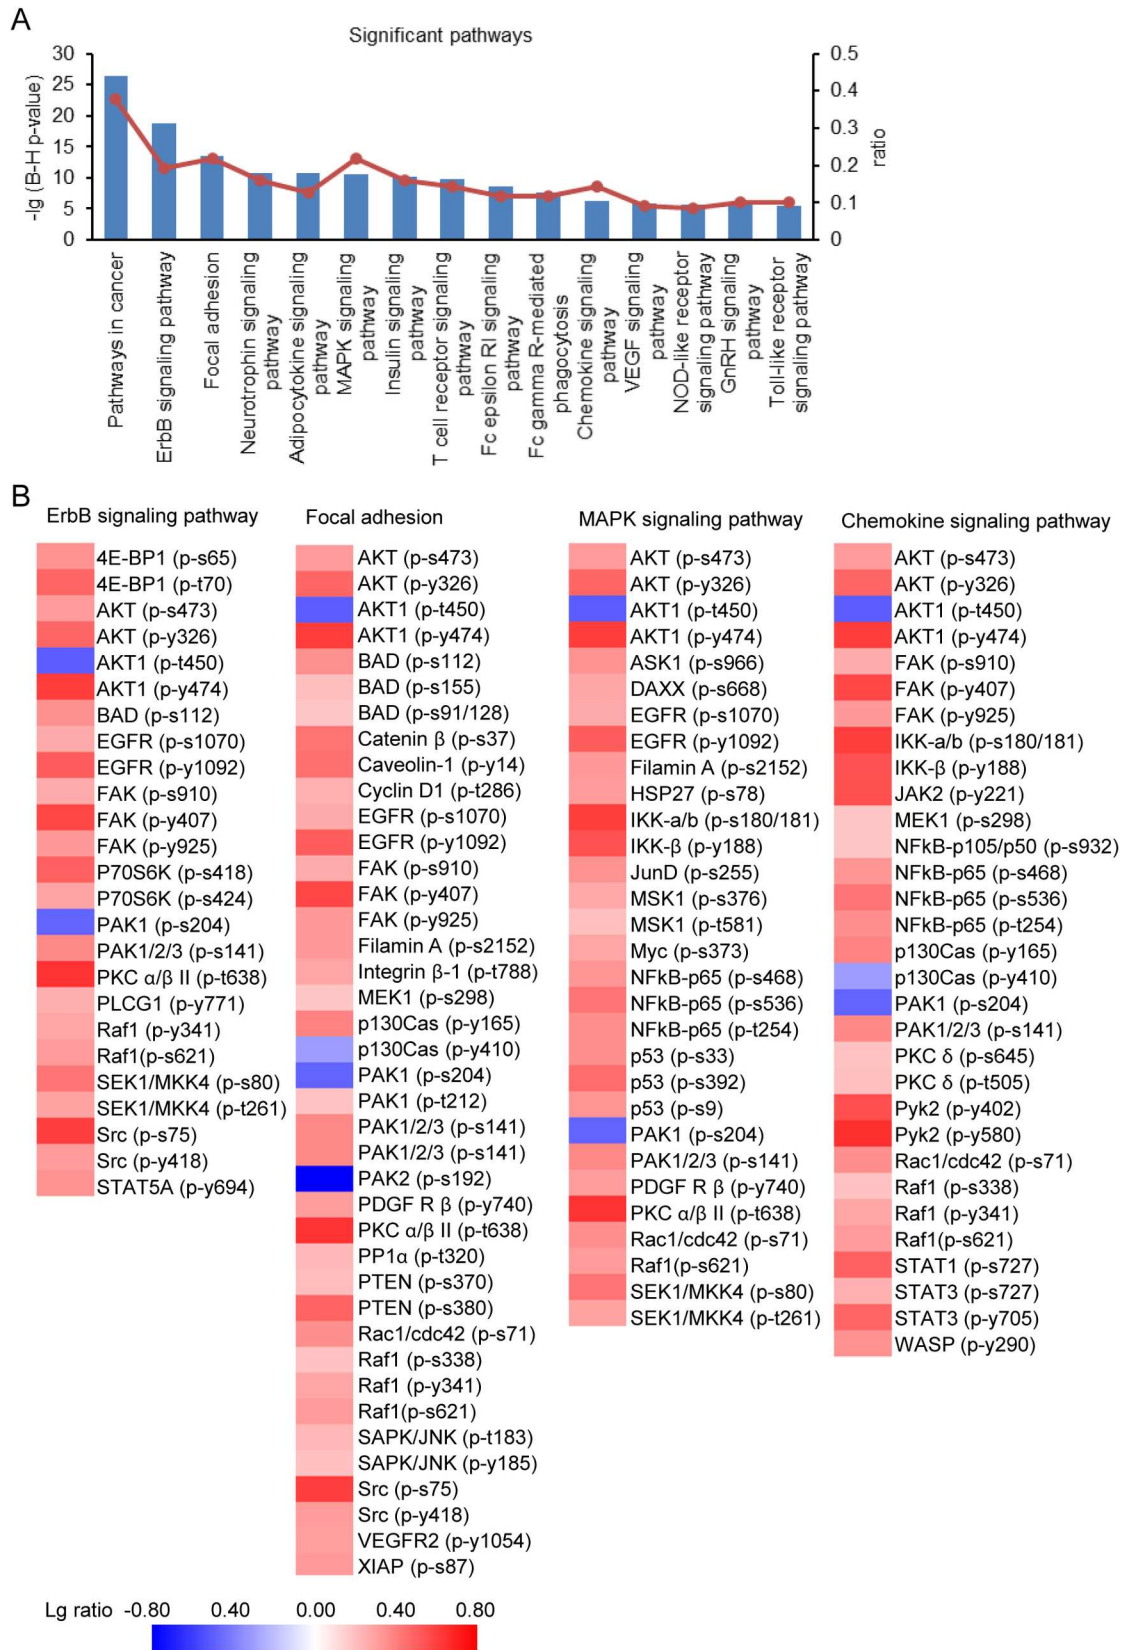 A
Significant pathways
-lg (B-H p-value)
30
25
20
15
10
5
0
0.5
0.4
0.3
0.2
0.1
0
ratio
Pathways in cancer
ErbB signaling pathway
Focal adhesion
Neurotrophin signaling
pathway
Adipocytokine signaling
pathway
MAPK signaling
pathway
Insulin signaling
pathway
T cell receptor signaling
pathway
Fc epsilon RI signaling
pathway
Fc gamma R-mediated
phagocytosis
Chemokine signaling
pathway
VEGF signaling
pathway
NOD-like receptor
signaling pathway
GnRH signaling
pathway
Toll-like receptor
signaling pathway
B
ErbB signaling pathway
4E-BP1 (p-s65)
4E-BP1 (p-t70)
AKT (p-s473)
AKT (p-y326)
AKT1 (p-t450)
AKT1 (p-y474)
BAD (p-s112)
EGFR (p-s1070)
EGFR (p-y1092)
FAK (p-s910)
FAK (p-y407)
FAK (p-y925)
P70S6K (p-s418)
P70S6K (p-s424)
PAK1 (p-s204)
PAK1/2/3 (p-s141)
PKC α/β II (p-t638)
PLCG1 (p-y771)
Raf1 (p-y341)
Raf1(p-s621)
SEK1/MKK4 (p-s80)
SEK1/MKK4 (p-t261)
Src (p-s75)
Src (p-y418)
STAT5A (p-y694)
Focal adhesion
AKT (p-s473)
AKT (p-y326)
AKT1 (p-t450)
AKT1 (p-y474)
BAD (p-s112)
BAD (p-s155)
BAD (p-s91/128)
Catenin β (p-s37)
Caveolin-1 (p-y14)
Cyclin D1 (p-t286)
EGFR (p-s1070)
EGFR (p-y1092)
FAK (p-s910)
FAK (p-y407)
FAK (p-y925)
Filamin A (p-s2152)
Integrin β-1 (p-t788)
MEK1 (p-s298)
p130Cas (p-y165)
p130Cas (p-y410)
PAK1 (p-s204)
PAK1 (p-t212)
PAK1/2/3 (p-s141)
PAK1/2/3 (p-s141)
PAK2 (p-s192)
PDGF R β (p-y740)
PKC α/β II (p-t638)
PP1α (p-t320)
PTEN (p-s370)
PTEN (p-s380)
Rac1/cdc42 (p-s71)
Raf1 (p-s338)
Raf1 (p-y341)
Raf1(p-s621)
SAPK/JNK (p-t183)
SAPK/JNK (p-y185)
Src (p-s75)
Src (p-y418)
VEGFR2 (p-y1054)
XIAP (p-s87)
MAPK signaling pathway
AKT (p-s473)
AKT (p-y326)
AKT1 (p-t450)
AKT1 (p-y474)
ASK1 (p-s966)
DAXX (p-s668)
EGFR (p-s1070)
EGFR (p-y1092)
Filamin A (p-s2152)
HSP27 (p-s78)
IKK-a/b (p-s180/181)
IKK-β (p-y188)
JunD (p-s255)
MSK1 (p-s376)
MSK1 (p-t581)
Myc (p-s373)
NFkB-p65 (p-s468)
NFkB-p65 (p-s536)
NFkB-p65 (p-t254)
p53 (p-s33)
p53 (p-s392)
p53 (p-s9)
PAK1 (p-s204)
PAK1/2/3 (p-s141)
PDGF R β (p-y740)
PKC α/β II (p-t638)
Rac1/cdc42 (p-s71)
Raf1(p-s621)
SEK1/MKK4 (p-s80)
SEK1/MKK4 (p-t261)
Chemokine signaling pathway
AKT (p-s473)
AKT (p-y326)
AKT1 (p-t450)
AKT1 (p-y474)
FAK (p-s910)
FAK (p-y407)
FAK (p-y925)
IKK-a/b (p-s180/181)
IKK-β (p-y188)
JAK2 (p-y221)
MEK1 (p-s298)
NFkB-p105/p50 (p-s932)
NFkB-p65 (p-s468)
NFkB-p65 (p-s536)
NFkB-p65 (p-t254)
p130Cas (p-y165)
p130Cas (p-y410)
PAK1 (p-s204)
PAK1/2/3 (p-s141)
PKC δ (p-s645)
PKC δ (p-t505)
Pyk2 (p-y402)
Pyk2 (p-y580)
Rac1/cdc42 (p-s71)
Raf1 (p-s338)
Raf1 (p-y341)
Raf1(p-s621)
STAT1 (p-s727)
STAT3 (p-s727)
STAT3 (p-y705)
WASP (p-y290)
Lg ratio -0.80 0.40 0.00 0.40 0.80